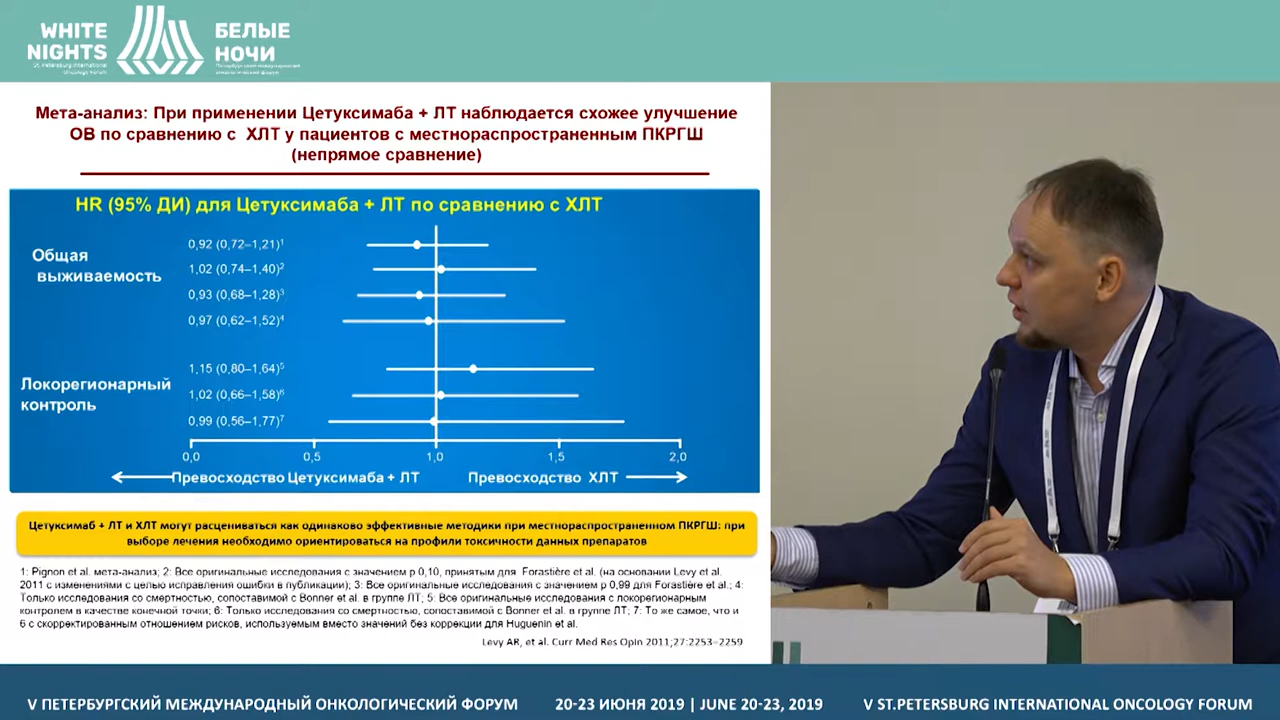 WHITE NIGHTS
St. Petersburg International
Oncology Forum
БЕЛЫЕ НОЧИ
Петербургский международный
онкологический форум
Мета-анализ: При применении Цетуксимаба + ЛТ наблюдается схожее улучшение
ОВ по сравнению с ХЛТ у пациентов с местнораспространенным ПКРГШ
(непрямое сравнение)
HR (95% ДИ) для Цетуксимаба + ЛТ по сравнению с ХЛТ
Общая
выживаемость
0,92 (0,72–1,21)¹
1,02 (0,74–1,40)²
0,93 (0,68–1,28)³
0,97 (0,62–1,52)⁴
Локорегионарный
контроль
1,15 (0,80–1,64)⁵
1,02 (0,66–1,58)⁶
0,99 (0,56–1,77)⁷
0,0 0,5 1,0 1,5 2,0
Превосходство Цетуксимаба + ЛТ Превосходство ХЛТ
Цетуксимаб + ЛТ и ХЛТ могут расцениваться как одинаково эффективные методики при местнораспространенном ПКРГШ: при
выборе лечения необходимо ориентироваться на профили токсичности данных препаратов
1: Pignon et al. мета-анализ; 2: Все оригинальные исследования с значением p 0,10, принятым для Forastière et al. (на основании Levy et al.
2011 с изменениями с целью исправления ошибки в публикации); 3: Все оригинальные исследования с значением p 0,99 для Forastière et al.; 4:
Только исследования со смертностью, сопоставимой с Bonner et al. в группе ЛТ; 5: Все оригинальные исследования с локорегионарным
контролем в качестве конечной точки; 6: Только исследования со смертностью, сопоставимой с Bonner et al. в группе ЛТ; 7: То же самое, что и
6 с скорректированным отношением рисков, используемым вместо значений без коррекции для Huguenin et al.
Levy AR, et al. Curr Med Res Opin 2011;27:2253–2259
V ПЕТЕРБУРГСКИЙ МЕЖДУНАРОДНЫЙ ОНКОЛОГИЧЕСКИЙ ФОРУМ 20-23 ИЮНЯ 2019 | JUNE 20-23, 2019 V ST.PETERSBURG INTERNATIONAL ONCOLOGY FORUM